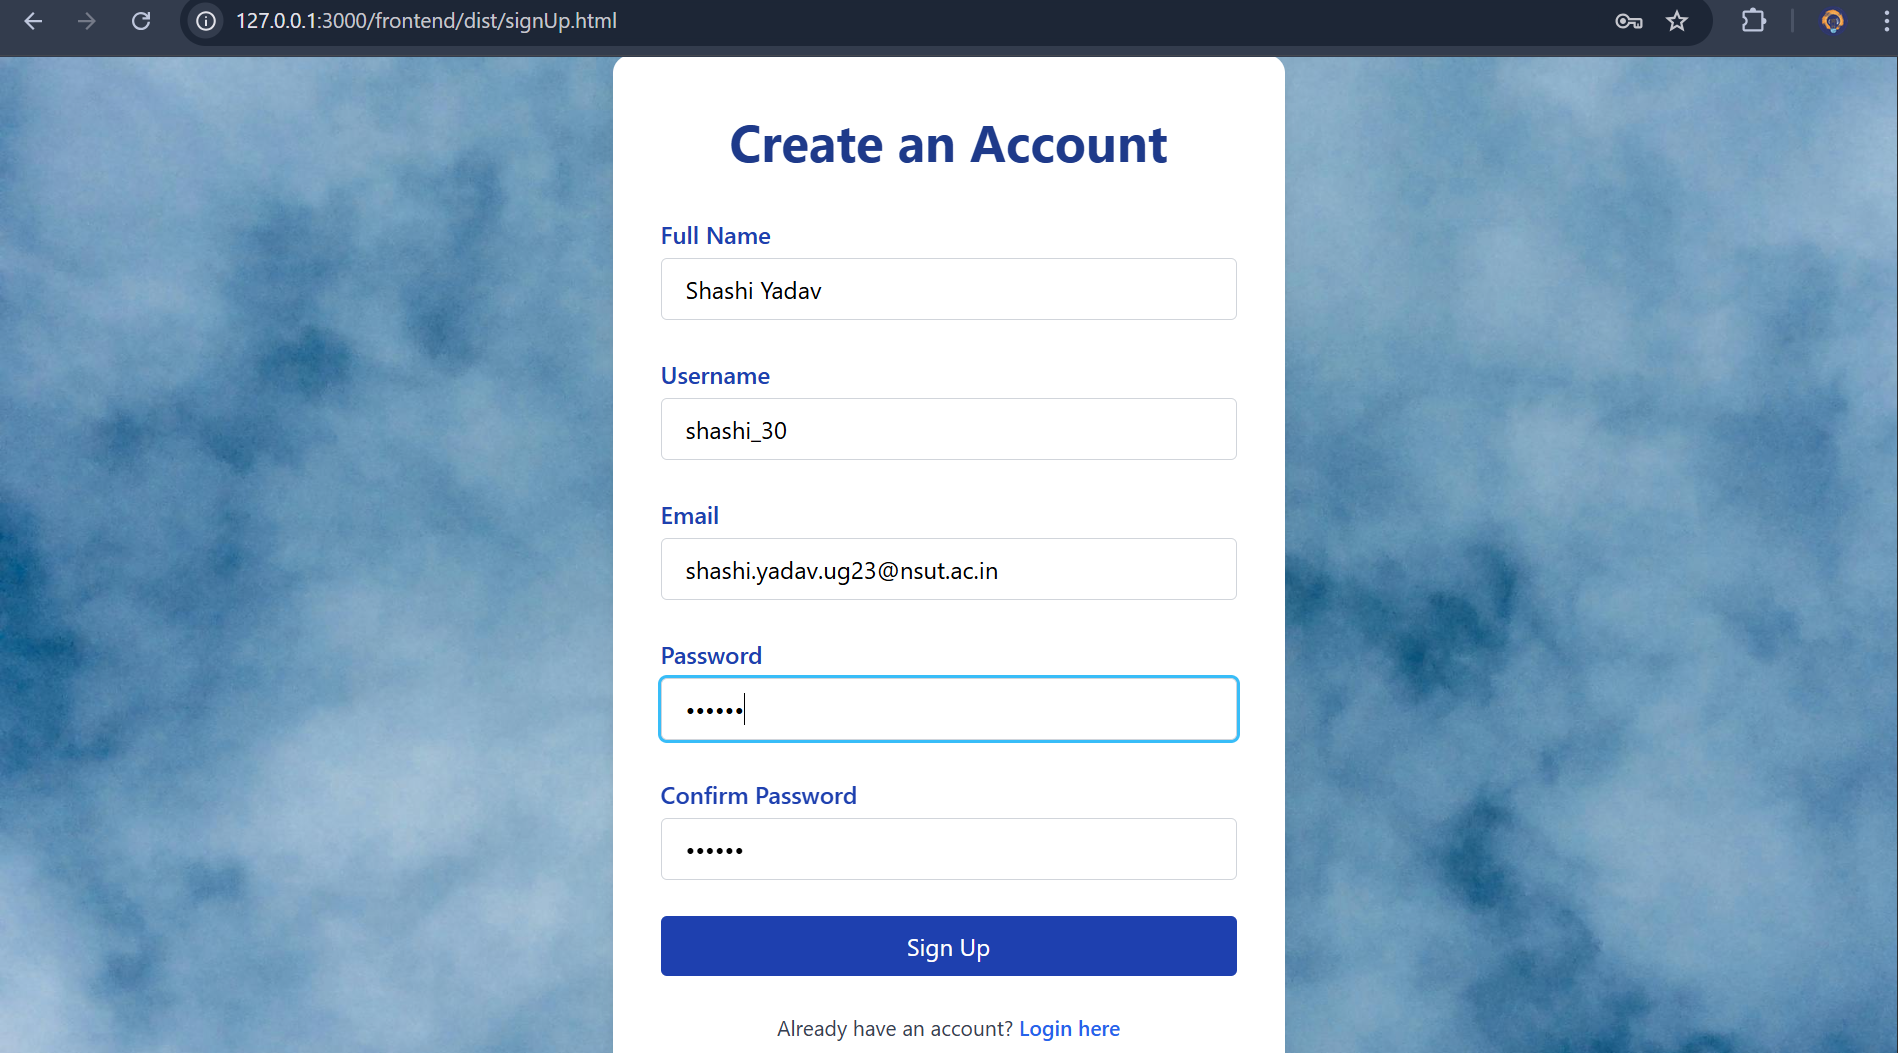 127.0.0.1:3000/frontend/dist/signUp.html
Create an Account
Full Name
Shashi Yadav
Username
shashi_30
Email
shashi.yadav.ug23@nsut.ac.in
Password
••••••
Confirm Password
••••••
Sign Up
Already have an account? Login here